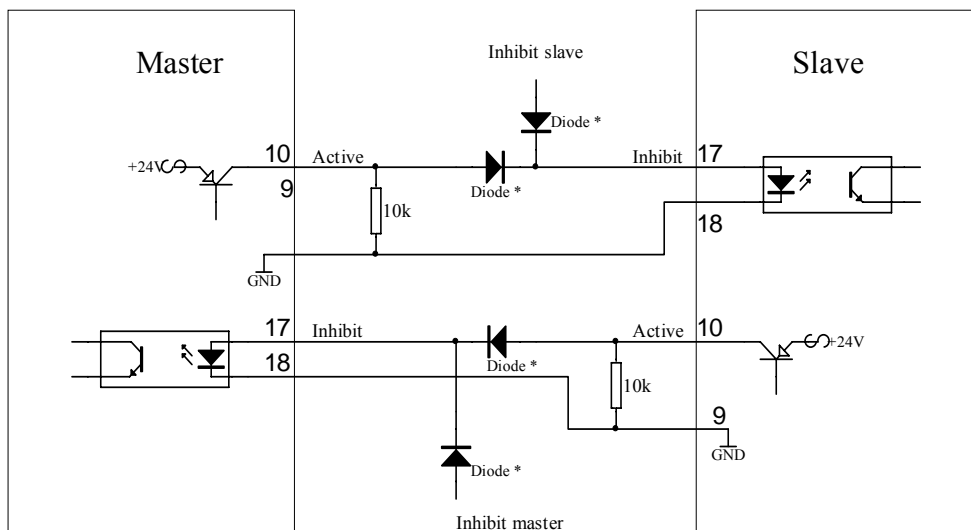 Master
Slave
Inhibit slave
Diode *
+24V
10
Active
Inhibit
17
9
Diode *
10k
18
GND
17
Inhibit
Active
10
+24V
18
Diode *
10k
9
GND
Diode *
Inhibit master